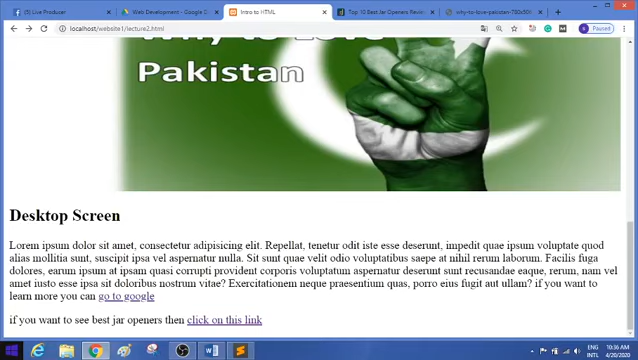 (3) Live Producer
Web Development - Google D
Intro to HTML
Top 10 Best Jar Openers Revie
why-to-love-pakistan-780x50
localhost/website1/lecture2.html
Paused
Pakistan
Desktop Screen
Lorem ipsum dolor sit amet, consectetur adipisicing elit. Repellat, tenetur odit iste esse deserunt, impedit quae ipsum voluptate quod
alias mollitia sunt, suscipit ipsa vel aspernatur nulla. Sit sunt quae velit odio voluptatibus saepe at nihil rerum laborum. Facilis fuga
dolores, earum ipsum at ipsam quasi corrupti provident corporis voluptatum aspernatur deserunt sunt recusandae eaque, rerum, nam vel
amet iusto esse ipsa sit doloribus nostrum vitae? Exercitationem neque praesentium quas, porro eius fugit aut ullam? if you want to
learn more you can go to google
if you want to see best jar openers then click on this link
ENG
INTL
10:36 AM
4/20/2020